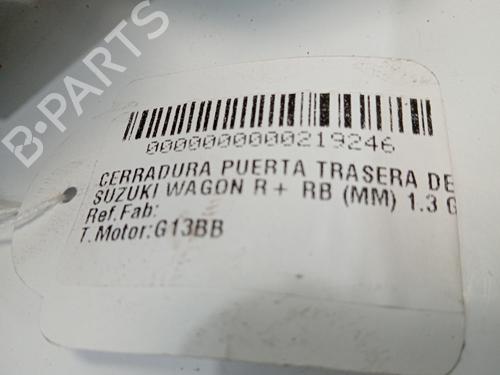 B-PARTS
0000000000219246
CERRADURA PUERTA TRASERA DE
SUZUKI WAGON R+ RB (MM) 1.3 G
Ref.Fab:
T.Motor:G13BB